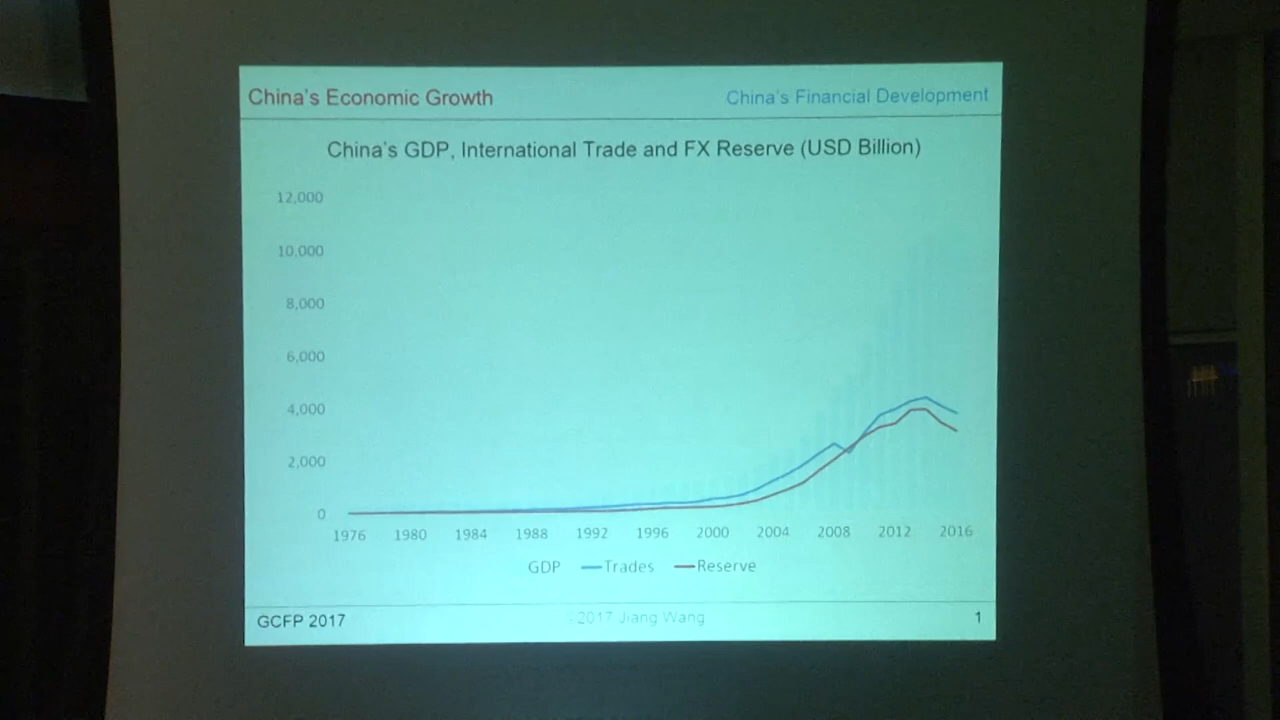 China's Economic Growth
China's Financial Development
China's GDP, International Trade and FX Reserve (USD Billion)
12,000
10,000
8,000
6,000
4,000
2,000
0
1976 1980 1984 1988 1992 1996 2000 2004 2008 2012 2016
GDP Trades Reserve
GCFP 2017
©2017 Jiang Wang
1